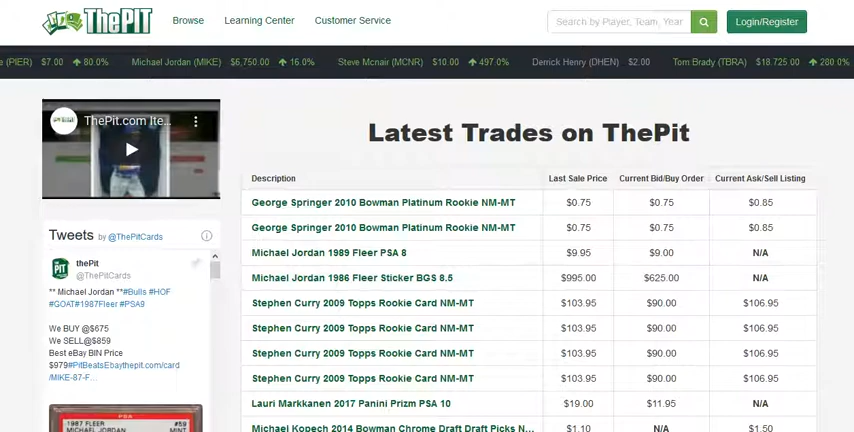 ThePIT
Browse
Learning Center
Customer Service
Search by Player, Team, Year
Login/Register
e (PIER) $7.00 80.0% Michael Jordan (MIKE) $6,750.00 16.0% Steve Mcnair (MCNR) $10.00 497.0% Derrick Henry (DHEN) $2.00 Tom Brady (TBRA) $18.725.00 280.0%
ThePit.com Ite...
Tweets by @ThePitCards
thePit
@ThePitCards
** Michael Jordan **#Bulls #HOF
#GOAT#1987Fleer #PSA9
We BUY @$675
We SELL@$859
Best eBay BIN Price
$979#PitBeatsEbaythepit.com/card
/MIKE-87-F…
PSA
1987 FLEER #59
MICHAEL JORDAN MINT
Latest Trades on ThePit
Description Last Sale Price Current Bid/Buy Order Current Ask/Sell Listing
George Springer 2010 Bowman Platinum Rookie NM-MT $0.75 $0.75 $0.85
George Springer 2010 Bowman Platinum Rookie NM-MT $0.75 $0.75 $0.85
Michael Jordan 1989 Fleer PSA 8 $9.95 $9.00 N/A
Michael Jordan 1986 Fleer Sticker BGS 8.5 $995.00 $625.00 N/A
Stephen Curry 2009 Topps Rookie Card NM-MT $103.95 $90.00 $106.95
Stephen Curry 2009 Topps Rookie Card NM-MT $103.95 $90.00 $106.95
Stephen Curry 2009 Topps Rookie Card NM-MT $103.95 $90.00 $106.95
Stephen Curry 2009 Topps Rookie Card NM-MT $103.95 $90.00 $106.95
Lauri Markkanen 2017 Panini Prizm PSA 10 $19.00 $11.95 N/A
Michael Kopech 2014 Bowman Chrome Draft Draft Picks N... $1.10 N/A $1.50